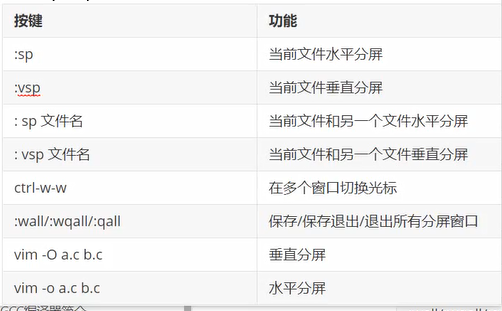 按键 功能
:sp 当前文件水平分屏
:vsp 当前文件垂直分屏
: sp 文件名 当前文件和另一个文件水平分屏
: vsp 文件名 当前文件和另一个文件垂直分屏
ctrl-w-w 在多个窗口切换光标
:wall/:wqall/:qall 保存/保存退出/退出所有分屏窗口
vim -O a.c b.c 垂直分屏
vim -o a.c b.c 水平分屏